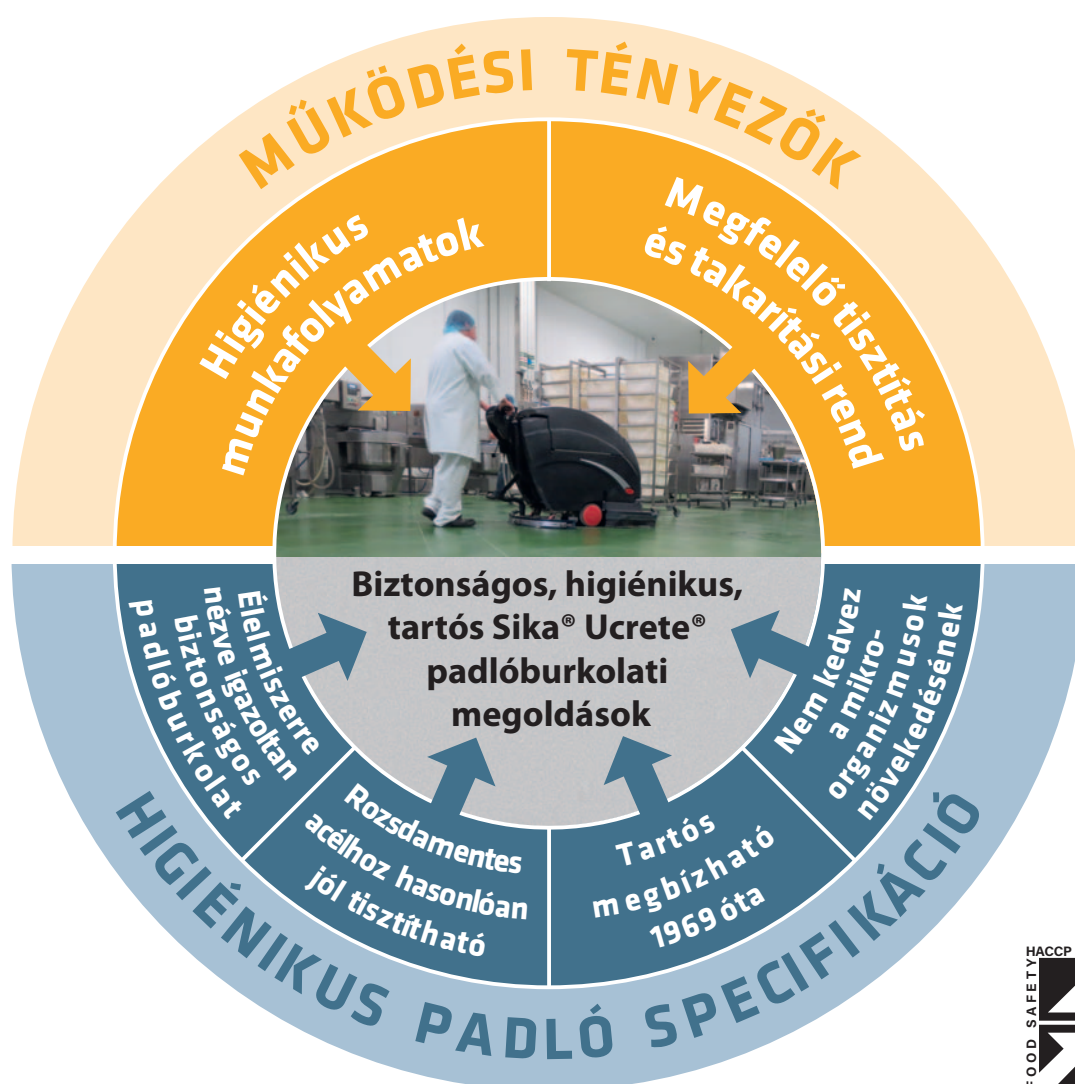 MŰKÖDÉSI TÉNYEZŐK
Higiénikus
munkafolyamatok
Megfelelő tisztítás
és takarítási rend
Biztonságos, higiénikus,
tartós Sika® Ucrete®
padlóburkolati
megoldások
Élelmiszerre
nézve igazoltan
biztonságos
padlóburkolat
Rozsdamentes
acélhoz hasonlóan
jól tisztítható
Tartós
megbízható
1969 óta
Nem kedvez
a mikro-
organizmusok
növekedésének
HIGIÉNIKUS PADLÓ SPECIFIKÁCIÓ
HACCP
FOOD SAFETY